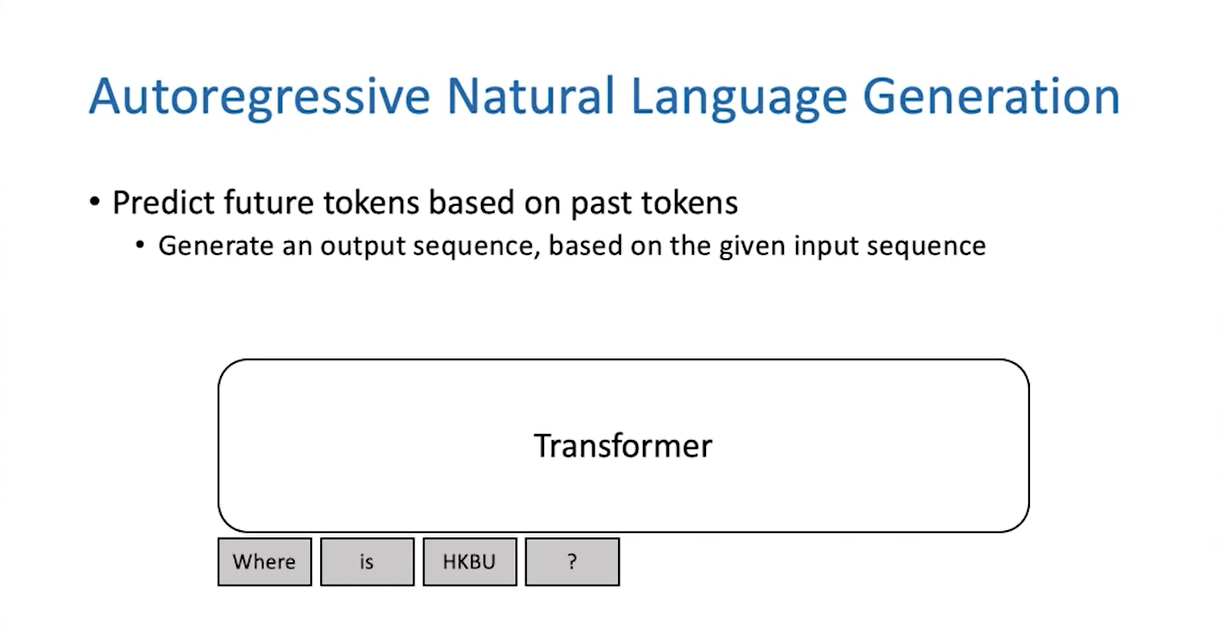 Autoregressive Natural Language Generation
• Predict future tokens based on past tokens
• Generate an output sequence, based on the given input sequence
Transformer
Where is HKBU ?